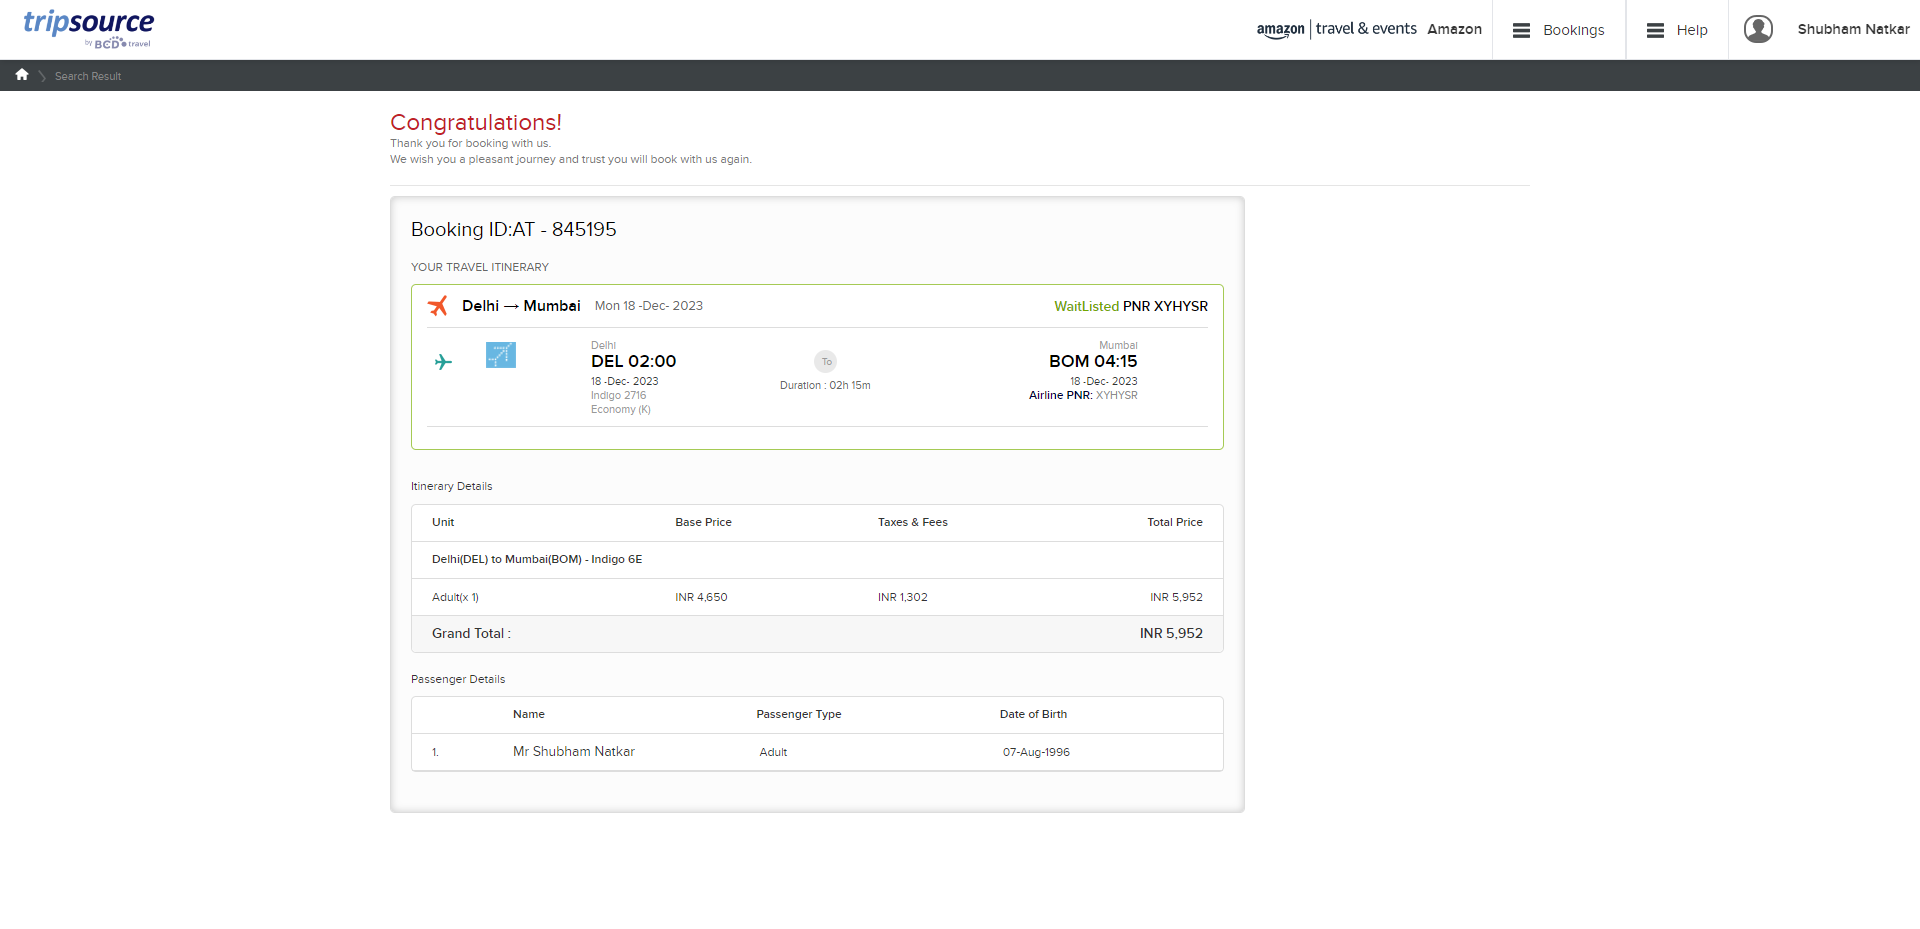 tripsource
by BCD travel
amazon | travel & events Amazon
Bookings
Help
Shubham Natkar
Search Result
Congratulations!
Thank you for booking with us.
We wish you a pleasant journey and trust you will book with us again.
Booking ID:AT - 845195
YOUR TRAVEL ITINERARY
Delhi → Mumbai Mon 18 -Dec- 2023 WaitListed PNR XYHYSR
Delhi
DEL 02:00
18 -Dec- 2023
Indigo 2716
Economy (K)
To
Duration : 02h 15m
Mumbai
BOM 04:15
18 -Dec- 2023
Airline PNR: XYHYSR
Itinerary Details
Unit Base Price Taxes & Fees Total Price
Delhi(DEL) to Mumbai(BOM) - Indigo 6E
Adult(x 1) INR 4,650 INR 1,302 INR 5,952
Grand Total : INR 5,952
Passenger Details
Name Passenger Type Date of Birth
1. Mr Shubham Natkar Adult 07-Aug-1996